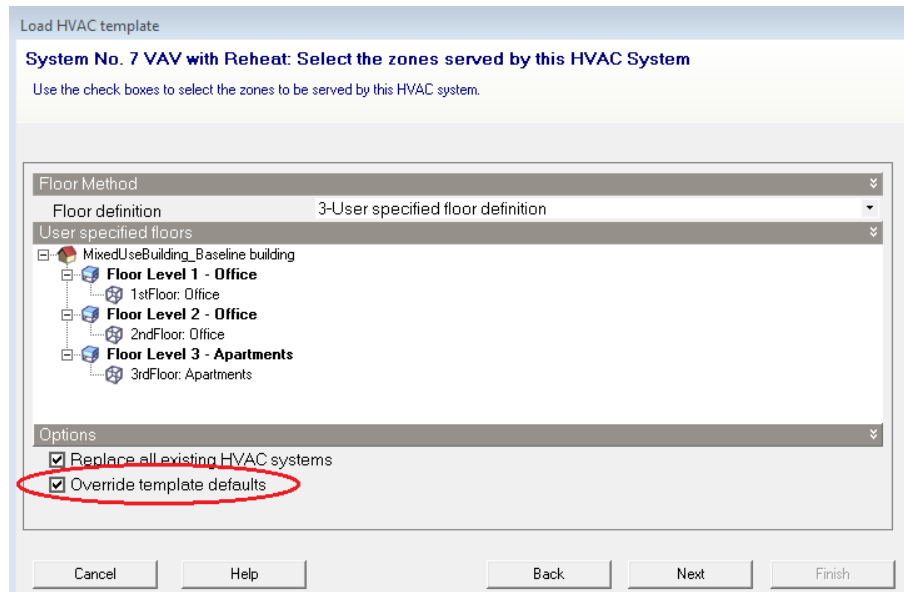 Load HVAC template
System No. 7 VAV with Reheat: Select the zones served by this HVAC System
Use the check boxes to select the zones to be served by this HVAC system.
Floor Method
Floor definition 3-User specified floor definition
User specified floors
MixedUseBuilding_Baseline building
Floor Level 1 - Office
1stFloor: Office
Floor Level 2 - Office
2ndFloor: Office
Floor Level 3 - Apartments
3rdFloor: Apartments
Options
Replace all existing HVAC systems
Override template defaults
Cancel Help Back Next Finish